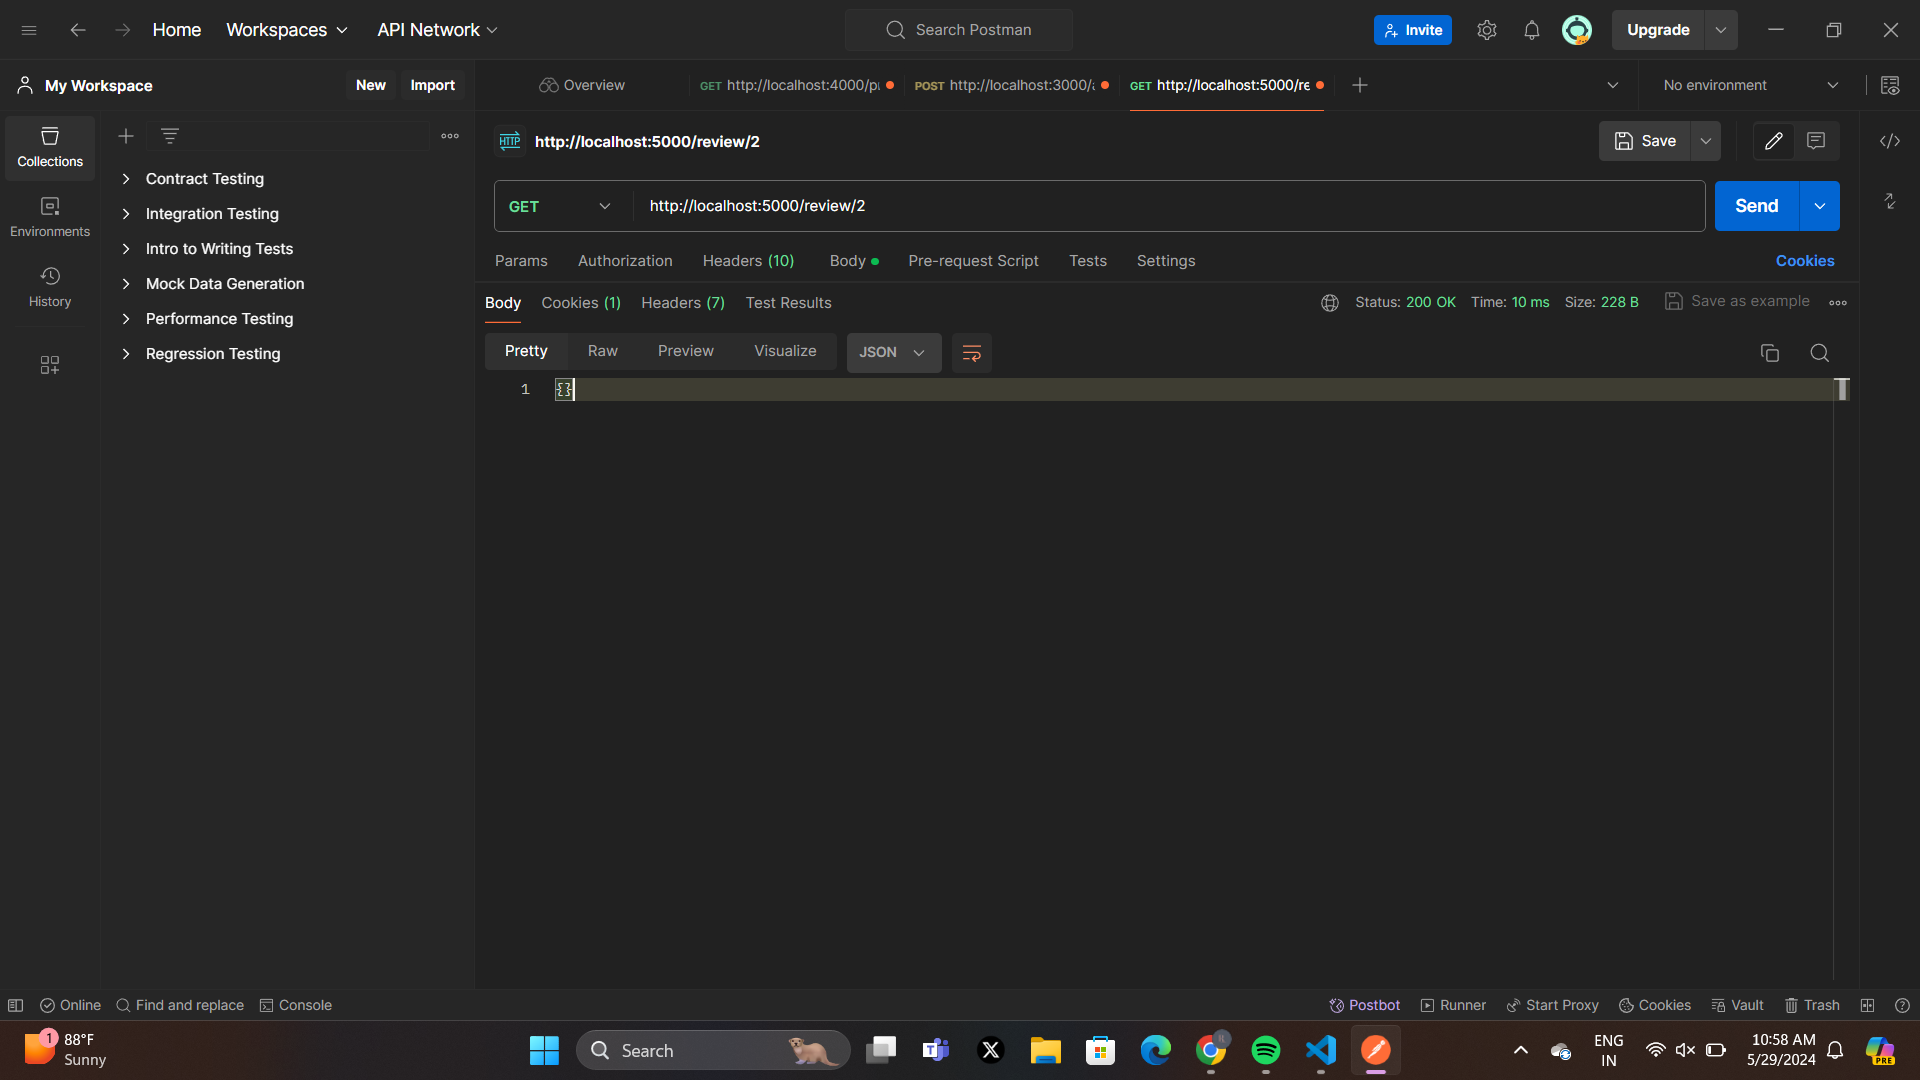 Home Workspaces API Network Search Postman Invite Upgrade
My Workspace New Import Overview GET http://localhost:4000/p POST http://localhost:3000/ GET http://localhost:5000/re No environment
Collections
Environments
History
Contract Testing
Integration Testing
Intro to Writing Tests
Mock Data Generation
Performance Testing
Regression Testing
HTTP http://localhost:5000/review/2 Save
GET http://localhost:5000/review/2 Send
Params Authorization Headers (10) Body Pre-request Script Tests Settings Cookies
Body Cookies (1) Headers (7) Test Results Status: 200 OK Time: 10 ms Size: 228 B Save as example
Pretty Raw Preview Visualize JSON
1 {}
Online Find and replace Console Postbot Runner Start Proxy Cookies Vault Trash
1 88°F
Sunny
Search
ENG
IN
10:58 AM
5/29/2024
PRE